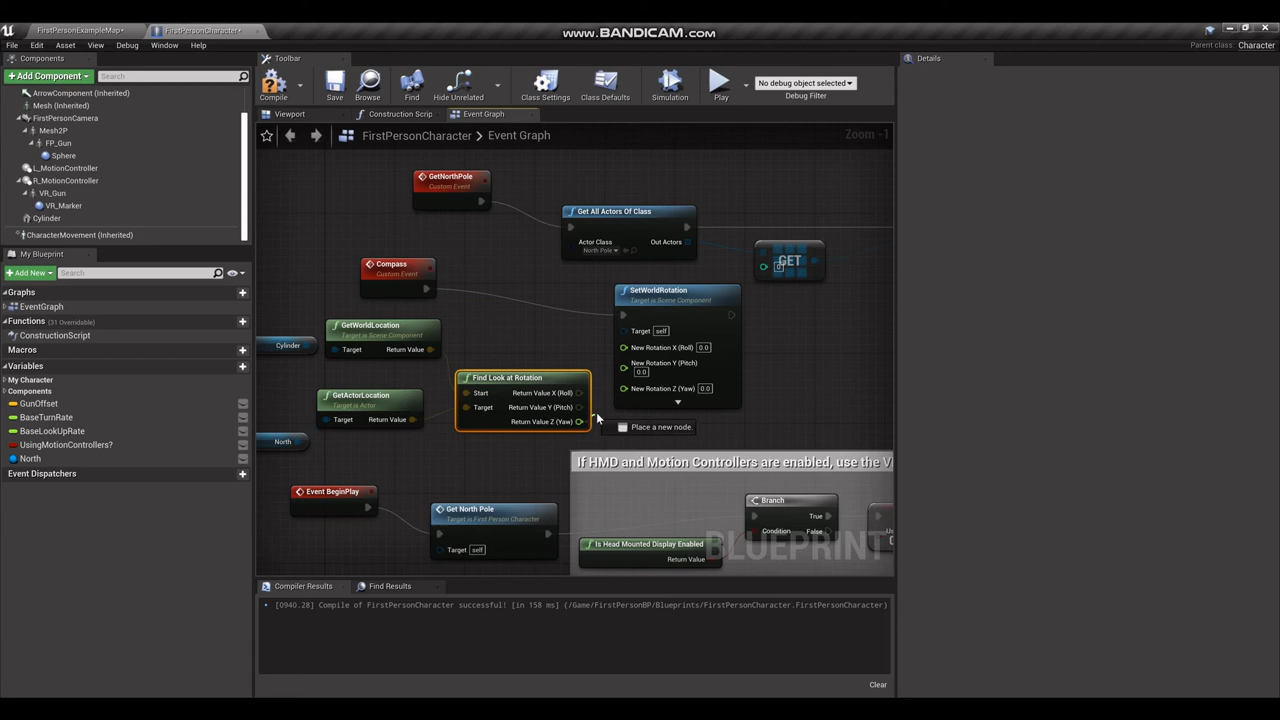 www.BANDICAM.com
FirstPersonExampleMap*
FirstPersonCharacter*
File Edit Asset View Debug Window Help
Parent class: Character
Components
Toolbar
Details
+ Add Component
Search
ArrowComponent (Inherited)
Mesh (Inherited)
FirstPersonCamera
Mesh2P
FP_Gun
Sphere
L_MotionController
R_MotionController
VR_Gun
VR_Marker
Cylinder
CharacterMovement (Inherited)
Compile
Save
Browse
Find
Hide Unrelated
Class Settings
Class Defaults
Simulation
Play
No debug object selected
Debug Filter
Viewport
Construction Scrip
Event Graph
FirstPersonCharacter > Event Graph
Zoom -1
My Blueprint
+ Add New
Search
Graphs
EventGraph
Functions (31 Overridable)
ConstructionScript
Macros
Variables
My Character
Components
GunOffset
BaseTurnRate
BaseLookUpRate
UsingMotionControllers?
North
Event Dispatchers
GetNorthPole
Custom Event
Get All Actors Of Class
Actor Class
North Pole
Out Actors
GET
0
Compass
Custom Event
SetWorldRotation
Target is Scene Component
Target self
New Rotation X (Roll) 0.0
New Rotation Y (Pitch)
0.0
New Rotation Z (Yaw) 0.0
GetWorldLocation
Target is Scene Component
Target Return Value
Cylinder
Find Look at Rotation
Start Return Value X (Roll)
Target Return Value Y (Pitch)
Return Value Z (Yaw)
GetActorLocation
Target is Actor
Target Return Value
North
Place a new node.
If HMD and Motion Controllers are enabled, use the V
Event BeginPlay
Get North Pole
Target is First Person Character
Target self
Branch
True
Condition False
Is Head Mounted Display Enabled
Return Value
BLUEPRINT
Compiler Results
Find Results
[0940.28] Compile of FirstPersonCharacter successful! [in 158 ms] (/Game/FirstPersonBP/Blueprints/FirstPersonCharacter.FirstPersonCharacter)
Clear